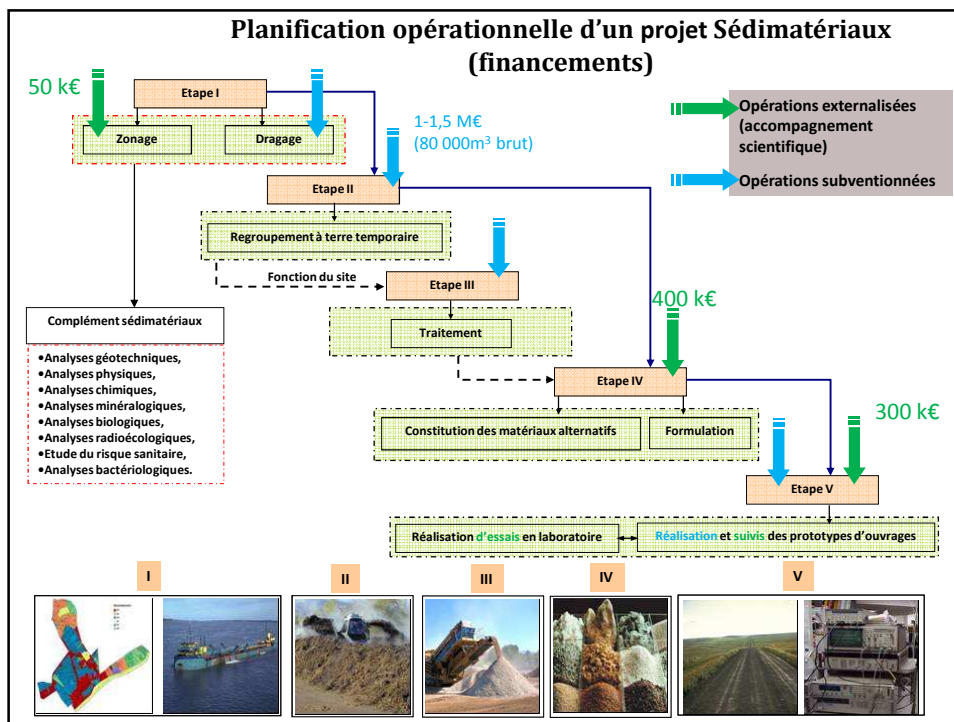 Planification opérationnelle d'un projet Sédimatériaux
(financements)
50 k€
Etape I
Zonage
Dragage
1-1,5 M€
(80 000m³ brut)
Opérations externalisées
(accompagnement
scientifique)
Opérations subventionnées
Etape II
Regroupement à terre temporaire
Fonction du site
Etape III
Traitement
400 k€
Complément sédimatériaux
•Analyses géotechniques,
•Analyses physiques,
•Analyses chimiques,
•Analyses minéralogiques,
•Analyses biologiques,
•Analyses radioécologiques,
•Etude du risque sanitaire,
•Analyses bactériologiques.
Etape IV
Constitution des matériaux alternatifs
Formulation
300 k€
Etape V
Réalisation d'essais en laboratoire
Réalisation et suivis des prototypes d'ouvrages
I
II
III
IV
V